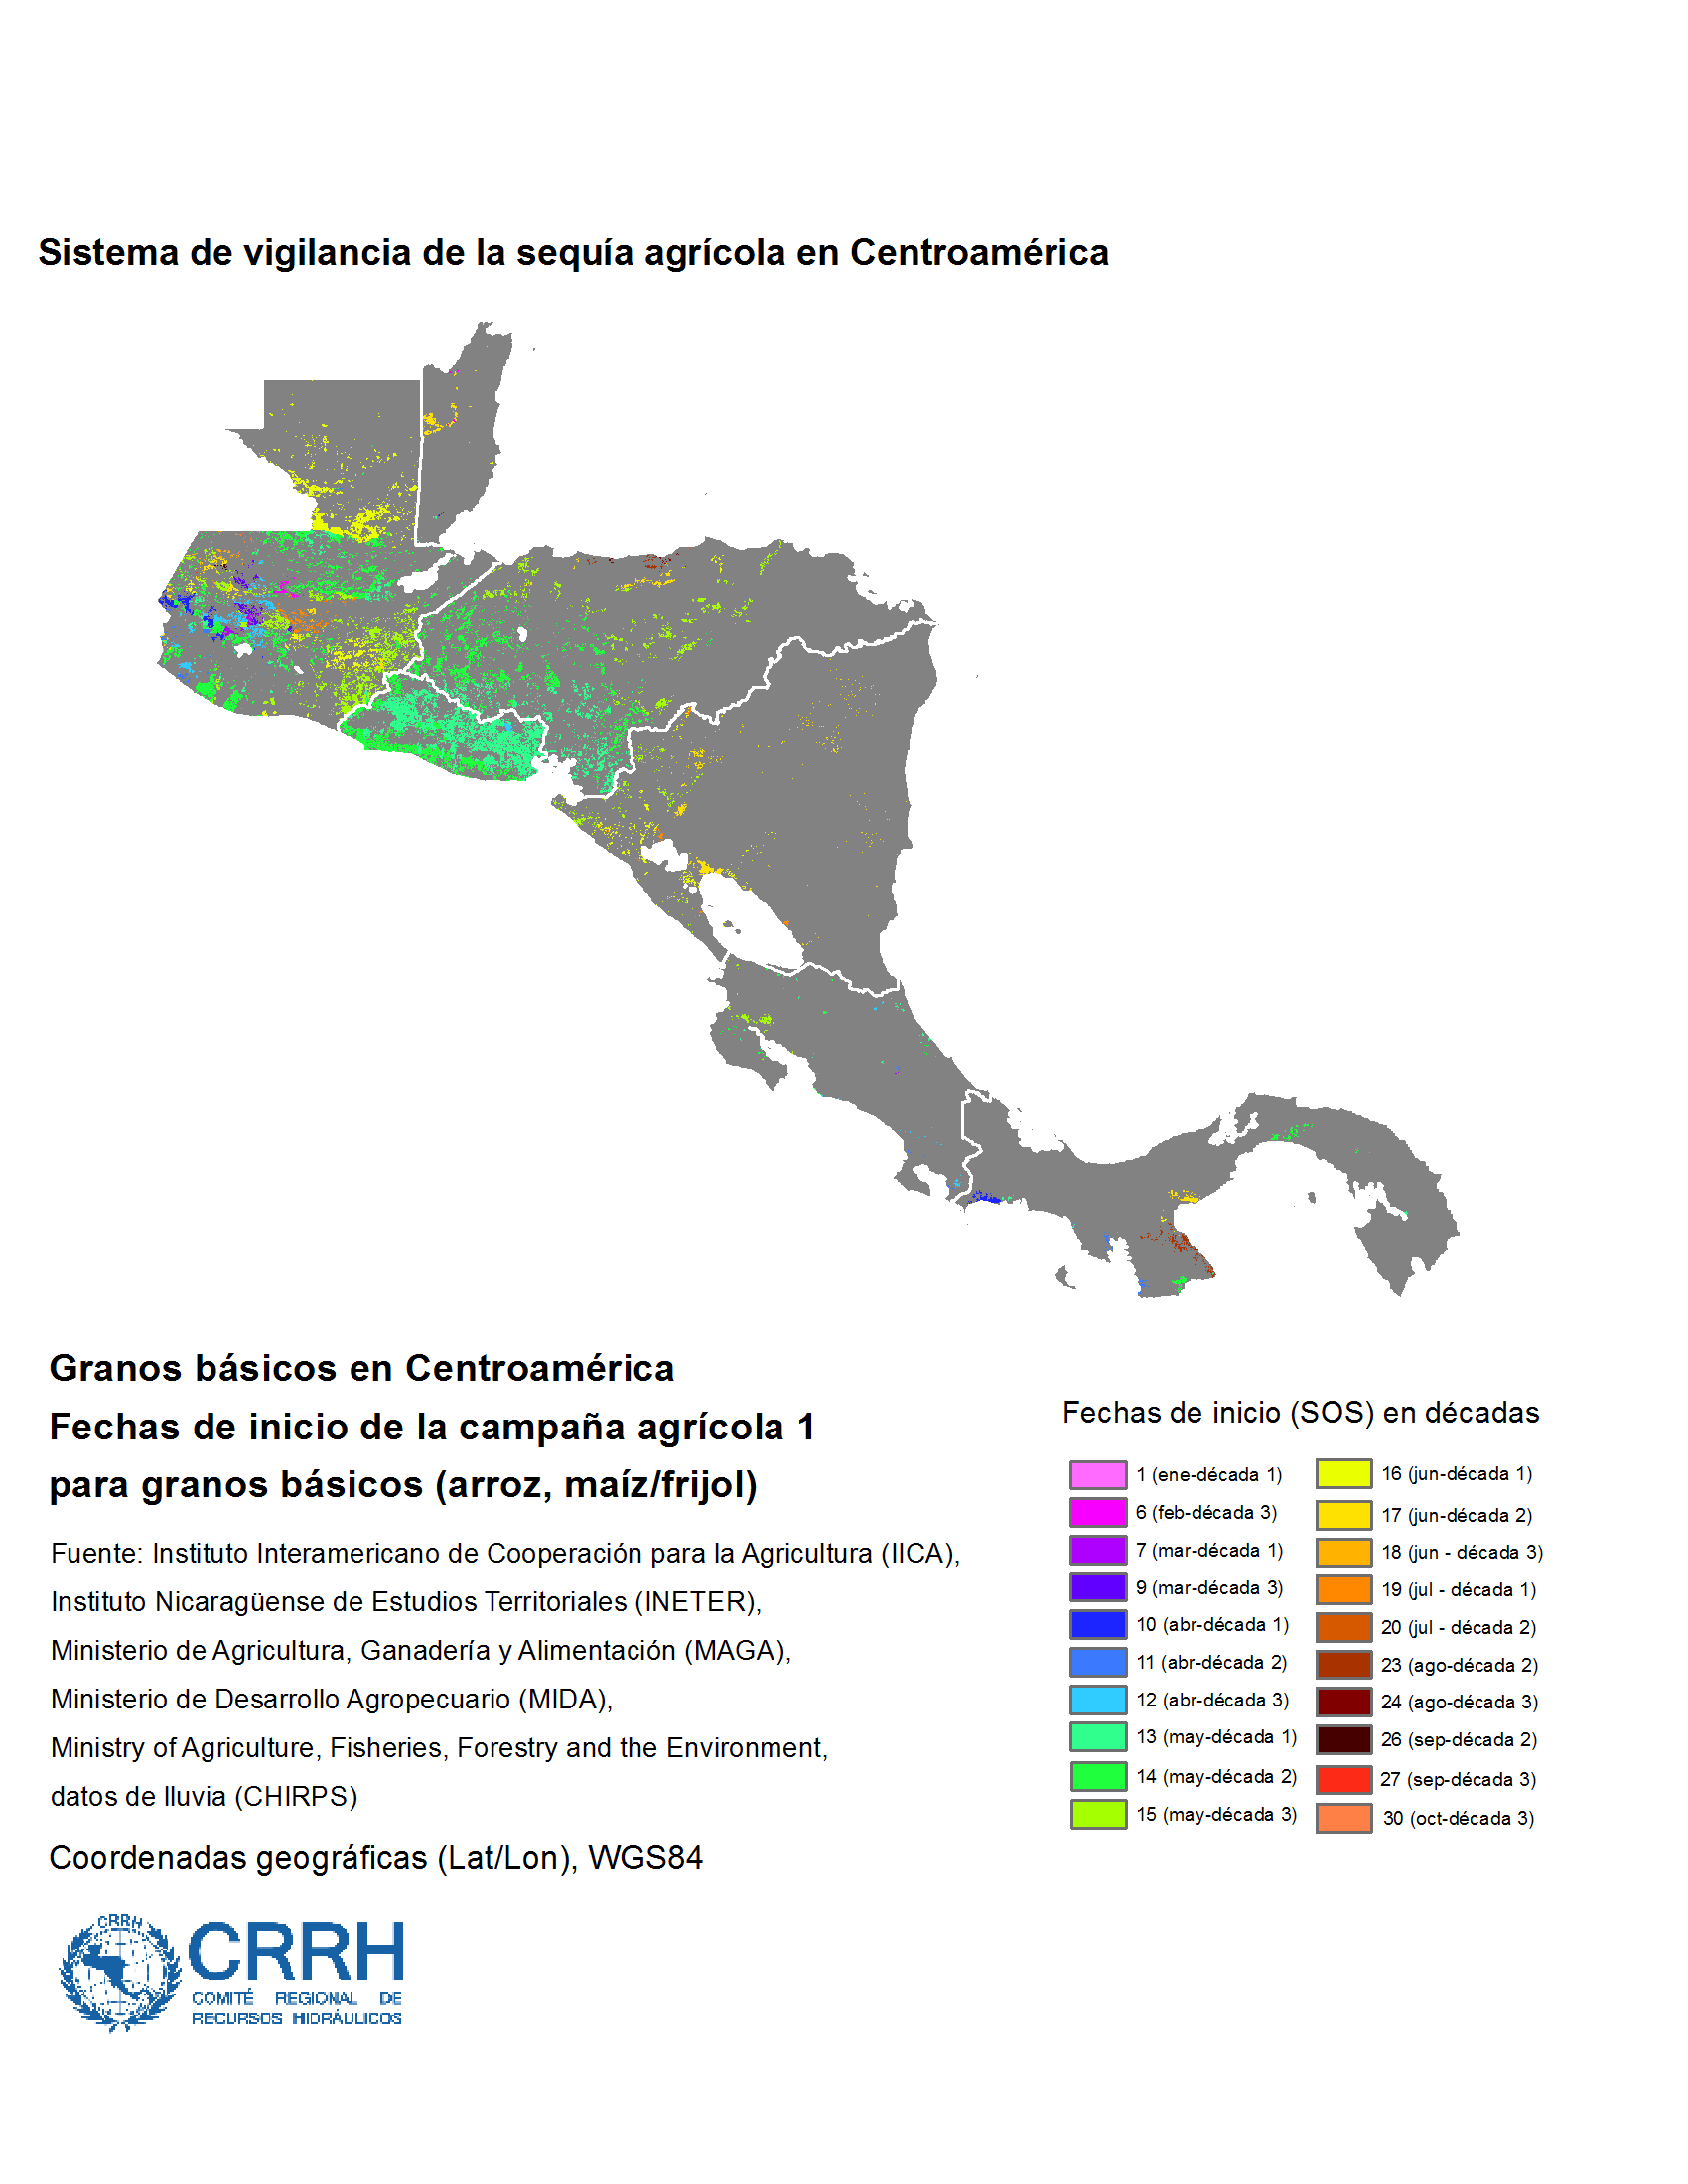 Sistema de vigilancia de la sequía agrícola en Centroamérica
Granos básicos en Centroamérica
Fechas de inicio de la campaña agrícola 1
para granos básicos (arroz, maíz/frijol)
Fuente: Instituto Interamericano de Cooperación para la Agricultura (IICA),
Instituto Nicaragüense de Estudios Territoriales (INETER),
Ministerio de Agricultura, Ganadería y Alimentación (MAGA),
Ministerio de Desarrollo Agropecuario (MIDA),
Ministry of Agriculture, Fisheries, Forestry and the Environment,
datos de lluvia (CHIRPS)
Coordenadas geográficas (Lat/Lon), WGS84
CRRH
CRRH
COMITÉ REGIONAL DE
RECURSOS HIDRÁULICOS
Fechas de inicio (SOS) en décadas
1 (ene-década 1)
6 (feb-década 3)
7 (mar-década 1)
9 (mar-década 3)
10 (abr-década 1)
11 (abr-década 2)
12 (abr-década 3)
13 (may-década 1)
14 (may-década 2)
15 (may-década 3)
16 (jun-década 1)
17 (jun-década 2)
18 (jun - década 3)
19 (jul - década 1)
20 (jul - década 2)
23 (ago-década 2)
24 (ago-década 3)
26 (sep-década 2)
27 (sep-década 3)
30 (oct-década 3)